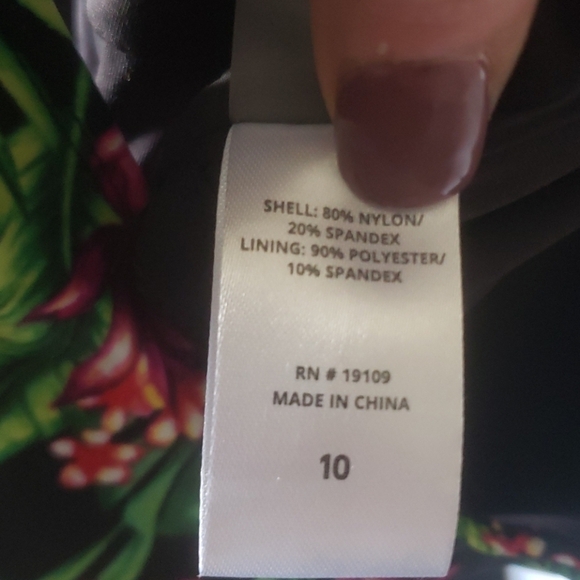 SHELL: 80% NYLON/
20% SPANDEX
LINING: 90% POLYESTER/
10% SPANDEX
RN # 19109
MADE IN CHINA
10